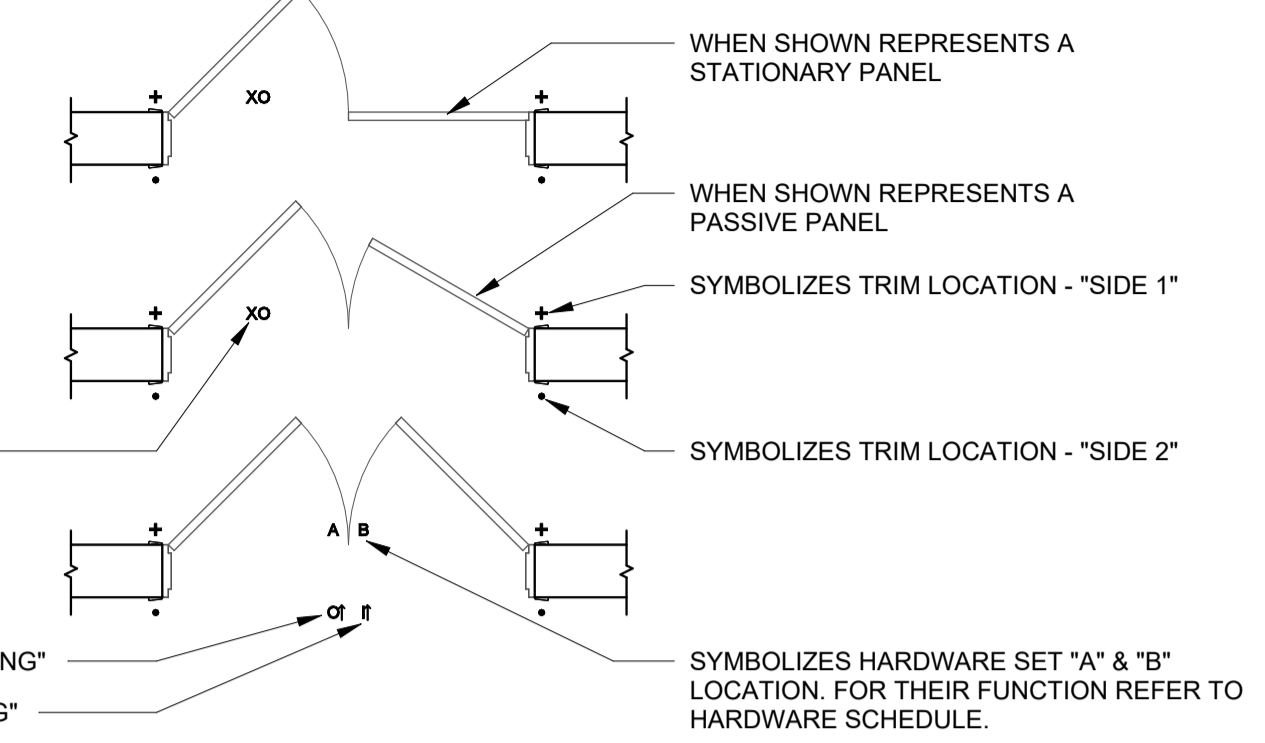 WHEN SHOWN REPRESENTS A
STATIONARY PANEL
XO
WHEN SHOWN REPRESENTS A
PASSIVE PANEL
SYMBOLIZES TRIM LOCATION - "SIDE 1"
XO
SYMBOLIZES TRIM LOCATION - "SIDE 2"
A B
O↑ I↑
NG"
G"
SYMBOLIZES HARDWARE SET "A" & "B"
LOCATION. FOR THEIR FUNCTION REFER TO
HARDWARE SCHEDULE.